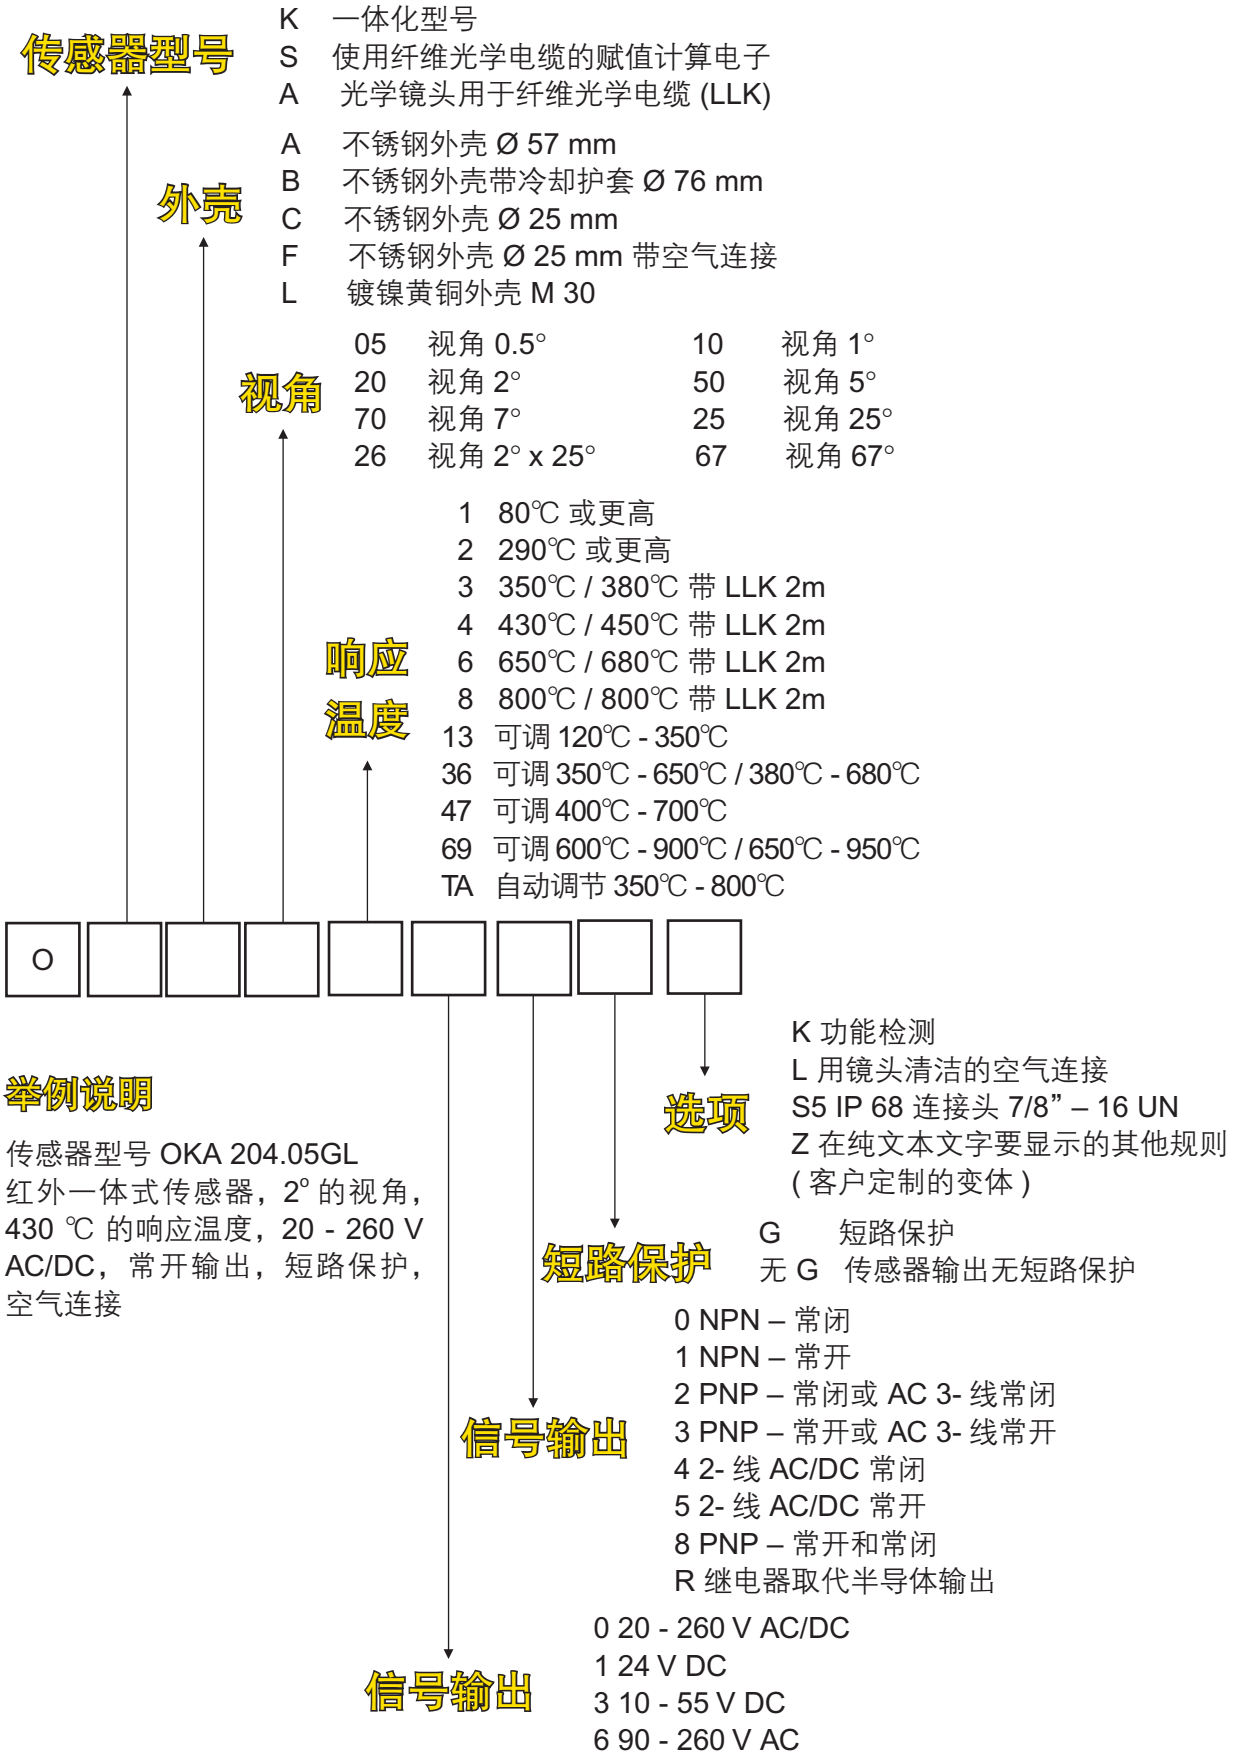 传感器型号
K 一体化型号
S 使用纤维光学电缆的赋值计算电子
A 光学镜头用于纤维光学电缆 (LLK)
外壳
A 不锈钢外壳 Ø 57 mm
B 不锈钢外壳带冷却护套 Ø 76 mm
C 不锈钢外壳 Ø 25 mm
F 不锈钢外壳 Ø 25 mm 带空气连接
L 镀镍黄铜外壳 M 30
视角
05 视角 0.5° 10 视角 1°
20 视角 2° 50 视角 5°
70 视角 7° 25 视角 25°
26 视角 2° x 25° 67 视角 67°
响应
温度
1 80℃ 或更高
2 290℃ 或更高
3 350℃ / 380℃ 带 LLK 2m
4 430℃ / 450℃ 带 LLK 2m
6 650℃ / 680℃ 带 LLK 2m
8 800℃ / 800℃ 带 LLK 2m
13 可调 120℃ - 350℃
36 可调 350℃ - 650℃ / 380℃ - 680℃
47 可调 400℃ - 700℃
69 可调 600℃ - 900℃ / 650℃ - 950℃
TA 自动调节 350℃ - 800℃
O
举例说明
传感器型号 OKA 204.05GL
红外一体式传感器，2° 的视角，
430 ℃ 的响应温度，20 - 260 V
AC/DC，常开输出，短路保护，
空气连接
选项
K 功能检测
L 用镜头清洁的空气连接
S5 IP 68 连接头 7/8” – 16 UN
Z 在纯文本文字要显示的其他规则
( 客户定制的变体 )
短路保护
G 短路保护
无 G 传感器输出无短路保护
信号输出
0 NPN – 常闭
1 NPN – 常开
2 PNP – 常闭或 AC 3- 线常闭
3 PNP – 常开或 AC 3- 线常开
4 2- 线 AC/DC 常闭
5 2- 线 AC/DC 常开
8 PNP – 常开和常闭
R 继电器取代半导体输出
信号输出
0 20 - 260 V AC/DC
1 24 V DC
3 10 - 55 V DC
6 90 - 260 V AC